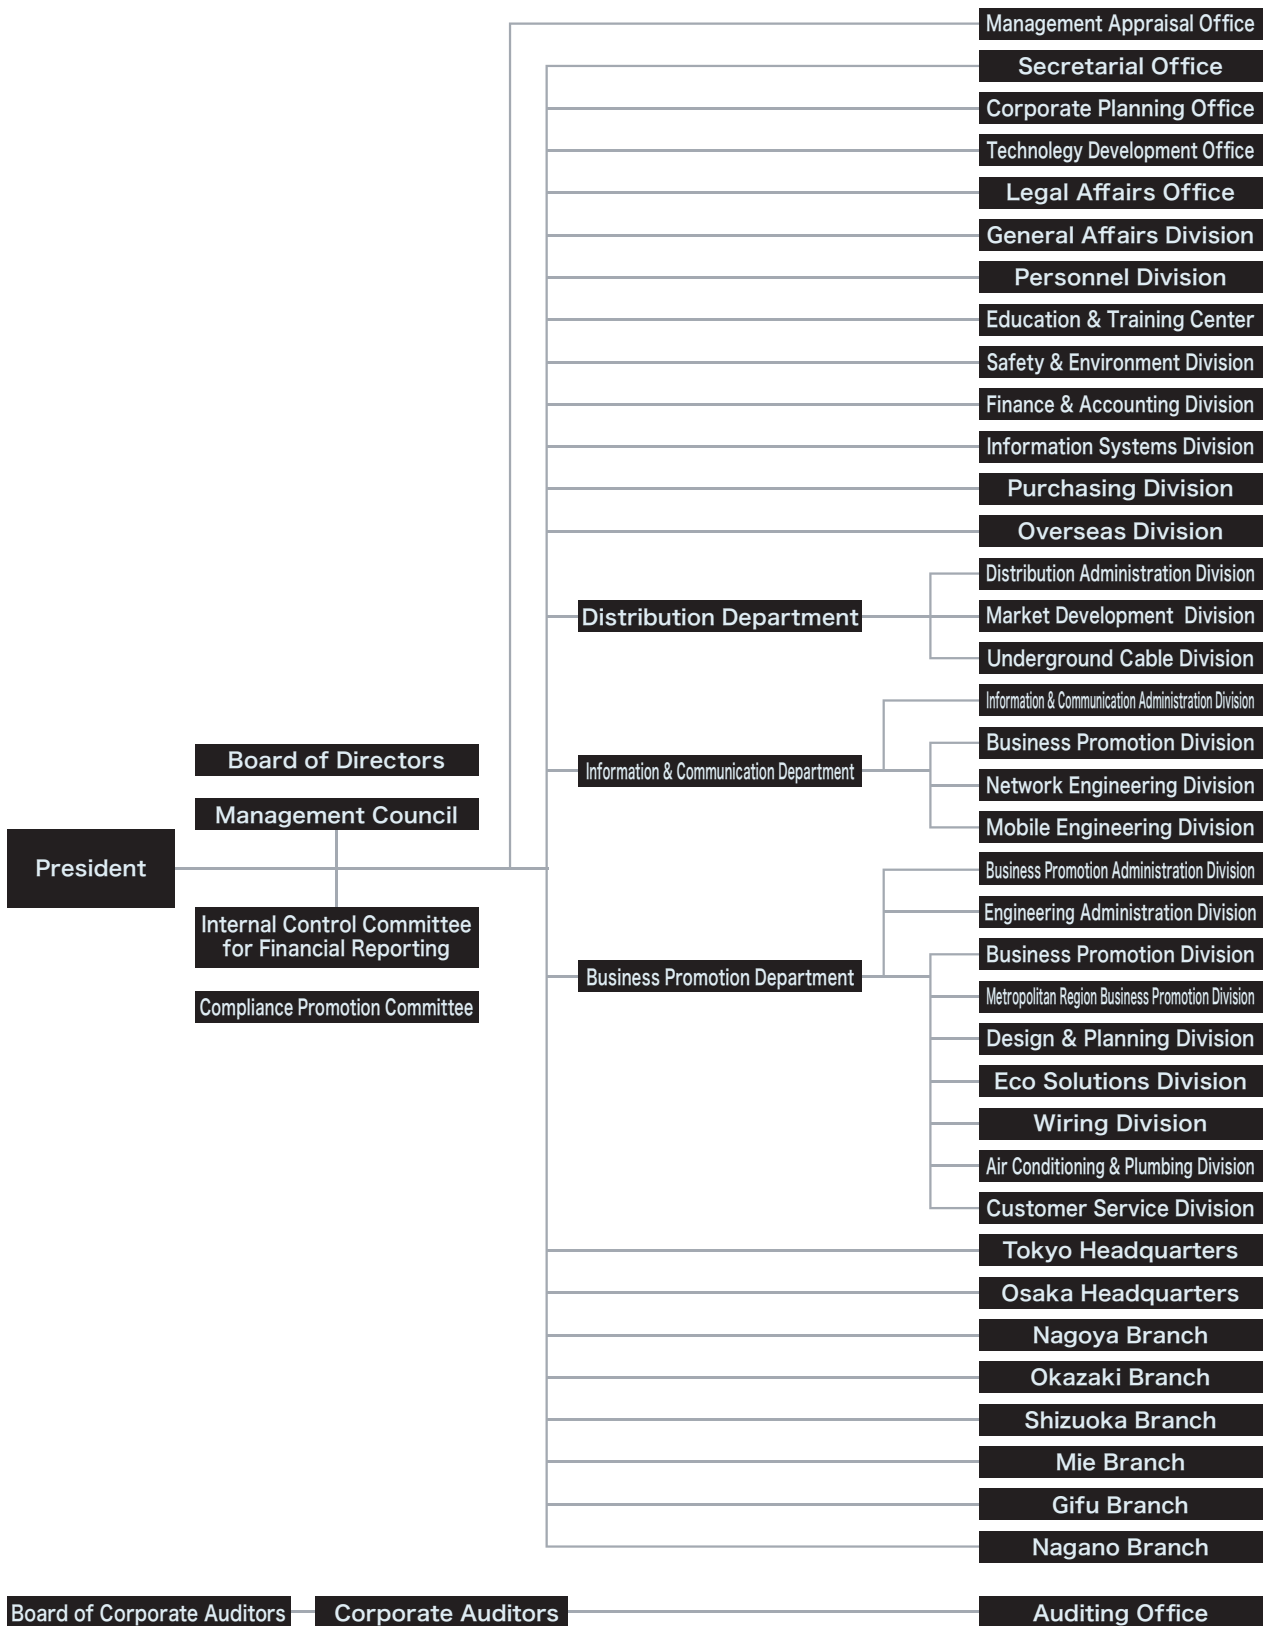 Management Appraisal Office
Secretarial Office
Corporate Planning Office
Technolegy Development Office
Legal Affairs Office
General Affairs Division
Personnel Division
Education & Training Center
Safety & Environment Division
Finance & Accounting Division
Information Systems Division
Purchasing Division
Overseas Division
Distribution Department
Distribution Administration Division
Market Development Division
Underground Cable Division
Information & Communication Department
Information & Communication Administration Division
Business Promotion Division
Network Engineering Division
Mobile Engineering Division
Board of Directors
Management Council
President
Internal Control Committee
for Financial Reporting
Compliance Promotion Committee
Business Promotion Department
Business Promotion Administration Division
Engineering Administration Division
Business Promotion Division
Metropolitan Region Business Promotion Division
Design & Planning Division
Eco Solutions Division
Wiring Division
Air Conditioning & Plumbing Division
Customer Service Division
Tokyo Headquarters
Osaka Headquarters
Nagoya Branch
Okazaki Branch
Shizuoka Branch
Mie Branch
Gifu Branch
Nagano Branch
Board of Corporate Auditors
Corporate Auditors
Auditing Office